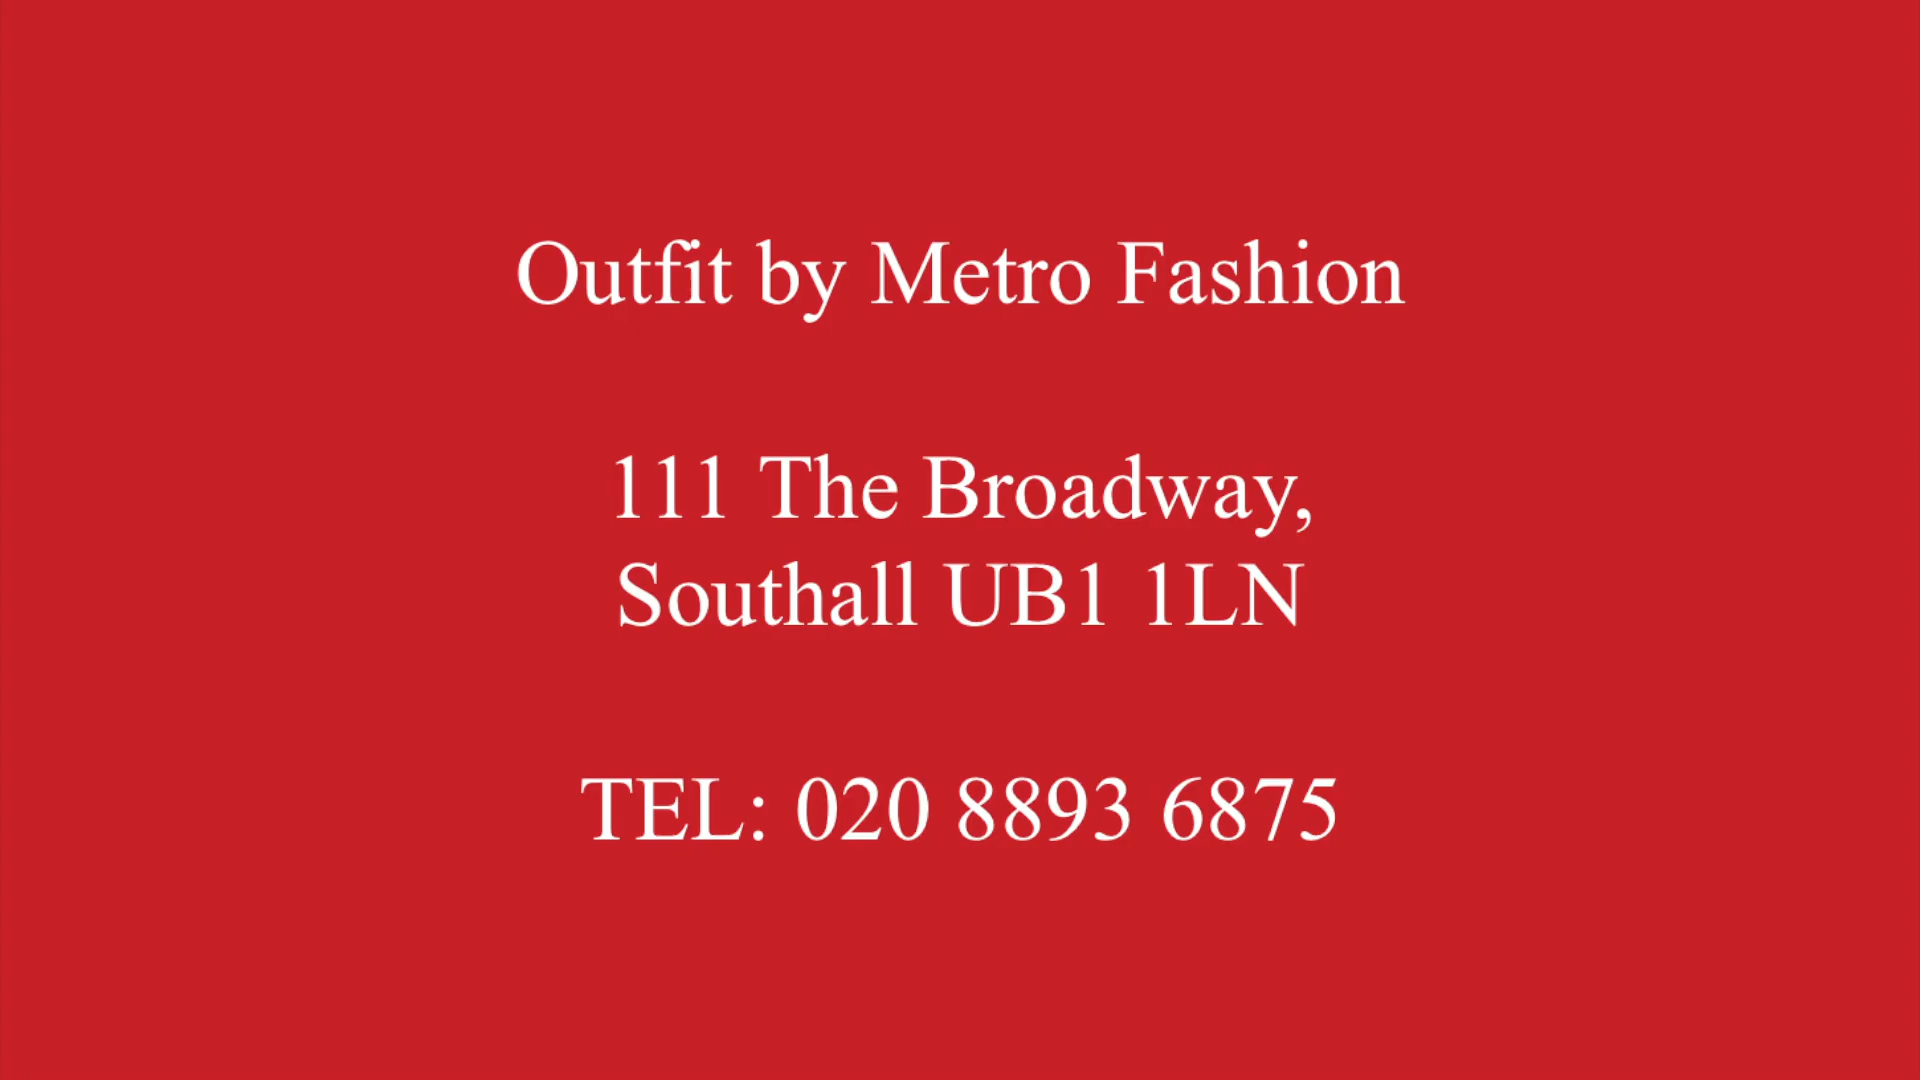 Outfit by Metro Fashion
111 The Broadway,
Southall UB1 1LN
TEL: 020 8893 6875